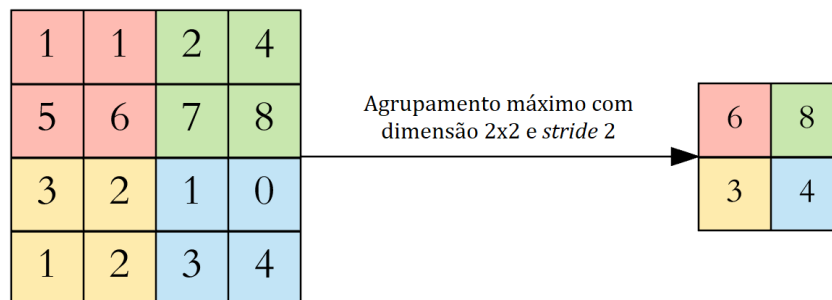 1 1 2 4
5 6 7 8
3 2 1 0
1 2 3 4
Agrupamento máximo com
dimensão 2x2 e stride 2
6 8
3 4